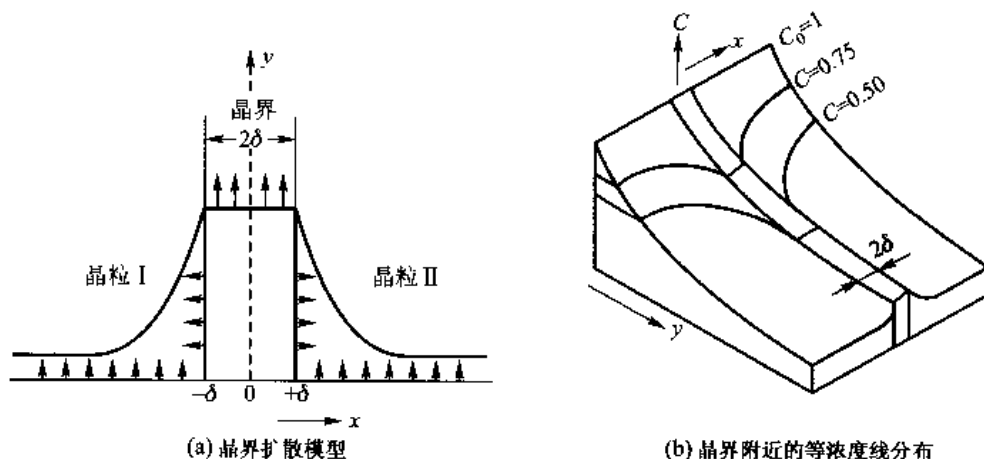 y
晶界
2δ
晶粒 I
晶粒 II
-δ
0
+δ
x
(a) 晶界扩散模型
C
x
C₀=1
C=0.75
C=0.50
2δ
y
(b) 晶界附近的等浓度线分布